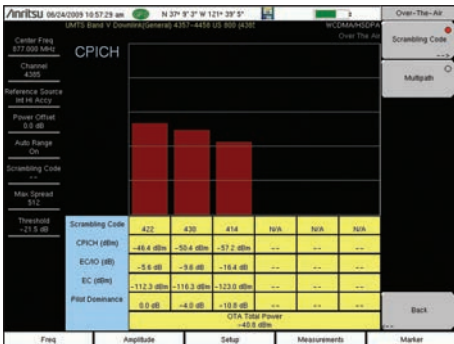 Anritsu 06/24/2009 10:57:29 am N 37° 9' 3" W 121° 39' 5"
UMTS Band V Downlink(General) 4357-4458 US 800 (4385) WCDMA/HSDPA
Over The Air
Over-The-Air
Center Freq
877.000 MHz
Channel
4385
Reference Source
Int Hi Accy
Power Offset
0.0 dB
Auto Range
On
Scrambling Code
--
Max Spread
512
Threshold
-21.5 dB
CPICH
Scrambling Code
-->
Multipath
Back
Scrambling Code 422 430 414 N/A N/A N/A
CPICH (dBm) -46.4 dBm -50.4 dBm -57.2 dBm -- -- --
EC/IO (dB) -5.6 dB -9.6 dB -16.4 dB -- -- --
EC (dBm) -112.3 dBm -116.3 dBm -123.0 dBm -- -- --
Pilot Dominance 0.0 dB -4.0 dB -10.8 dB -- -- --
OTA Total Power
-40.8 dBm
Freq Amplitude Setup Measurements Marker